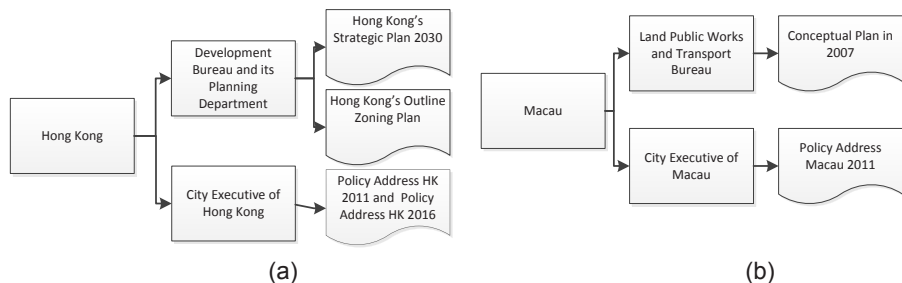 Hong Kong
Development
Bureau and its
Planning
Department
Hong Kong's
Strategic Plan 2030
Hong Kong's Outline
Zoning Plan
City Executive of
Hong Kong
Policy Address HK
2011 and Policy
Address HK 2016
(a)
Macau
Land Public Works
and Transport
Bureau
Conceptual Plan in
2007
City Executive of
Macau
Policy Address
Macau 2011
(b)